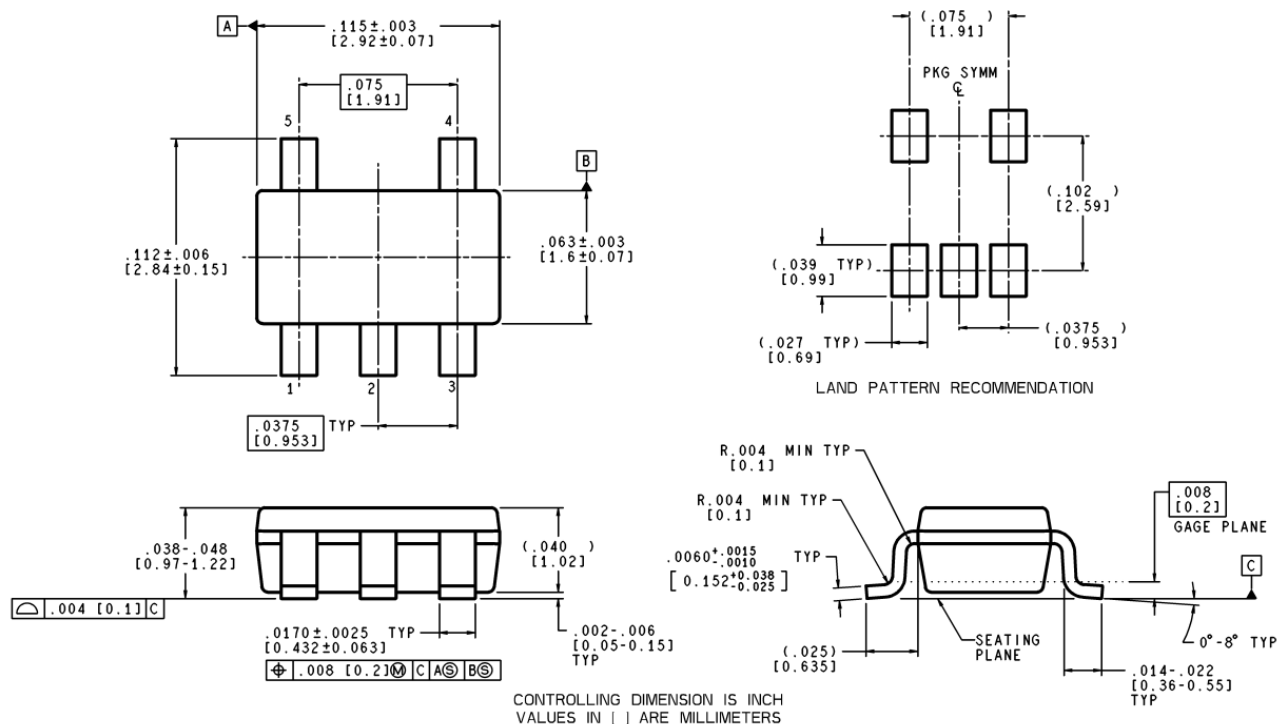 A
.115±.003
[2.92±0.07]
.075
[1.91]
5
4
B
.112±.006
[2.84±0.15]
.063±.003
[1.6±0.07]
1
2
3
.0375 TYP
[0.953]
(.075 )
[1.91]
PKG SYMM
℄
(.102 )
[2.59]
(.039 TYP)
[0.99]
(.027 TYP)
[0.69]
(.0375 )
[0.953]
LAND PATTERN RECOMMENDATION
.038-.048
[0.97-1.22]
(.040 )
[1.02]
⌓ .004 [0.1] C
.0170±.0025 TYP
[0.432±0.063]
⌖ .008 [0.2]Ⓜ C AⓈ BⓈ
.002-.006
[0.05-0.15]
TYP
R.004 MIN TYP
[0.1]
R.004 MIN TYP
[0.1]
.0060+.0015 -.0010 TYP
[0.152+0.038 -0.025]
.008
[0.2]
GAGE PLANE
C
0°-8° TYP
SEATING
PLANE
(.025)
[0.635]
.014-.022
[0.36-0.55]
TYP
CONTROLLING DIMENSION IS INCH
VALUES IN [ ] ARE MILLIMETERS